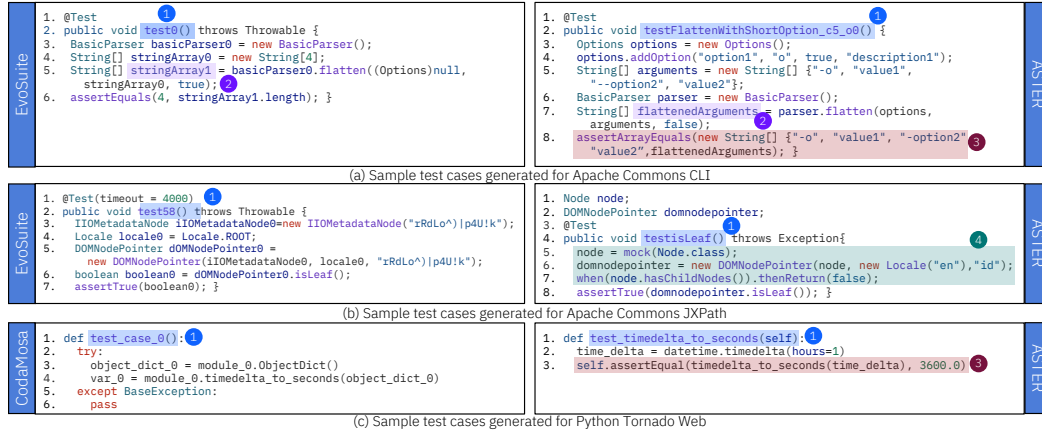 EvoSuite
1
1. @Test
2. public void test0() throws Throwable {
3. BasicParser basicParser0 = new BasicParser();
4. String[] stringArray0 = new String[4];
5. String[] stringArray1 = basicParser0.flatten((Options)null,
stringArray0, true);
2
6. assertEquals(4, stringArray1.length); }
ASTER
1
1. @Test
2. public void testFlattenWithShortOption_c5_o0() {
3. Options options = new Options();
4. options.addOption("option1", "o", true, "description1");
5. String[] arguments = new String[] {"-o", "value1",
"--option2", "value2"};
6. BasicParser parser = new BasicParser();
7. String[] flattenedArguments = parser.flatten(options,
arguments, false);
2
8. assertArrayEquals(new String[] {"-o", "value1", "-option2"
"value2",flattenedArguments); }
3
(a) Sample test cases generated for Apache Commons CLI
EvoSuite
1. @Test(timeout = 4000)
1
2. public void test58() throws Throwable {
3. IIOMetadataNode iIOMetadataNode0=new IIOMetadataNode("rRdLo^)|p4U!k");
4. Locale locale0 = Locale.ROOT;
5. DOMNodePointer dOMNodePointer0 =
new DOMNodePointer(iIOMetadataNode0, locale0, "rRdLo^)|p4U!k");
6. boolean boolean0 = dOMNodePointer0.isLeaf();
7. assertTrue(boolean0); }
ASTER
1. Node node;
2. DOMNodePointer domnodepointer;
3. @Test
1
4. public void testisLeaf() throws Exception{
4
5. node = mock(Node.class);
6. domnodepointer = new DOMNodePointer(node, new Locale("en"),"id");
7. when(node.hasChildNodes()).thenReturn(false);
8. assertTrue(domnodepointer.isLeaf()); }
(b) Sample test cases generated for Apache Commons JXPath
CodaMosa
1. def test_case_0():
1
2. try:
3. object_dict_0 = module_0.ObjectDict()
4. var_0 = module_0.timedelta_to_seconds(object_dict_0)
5. except BaseException:
6. pass
ASTER
1. def test_timedelta_to_seconds(self):
1
2. time_delta = datetime.timedelta(hours=1)
3. self.assertEqual(timedelta_to_seconds(time_delta), 3600.0)
3
(c) Sample test cases generated for Python Tornado Web